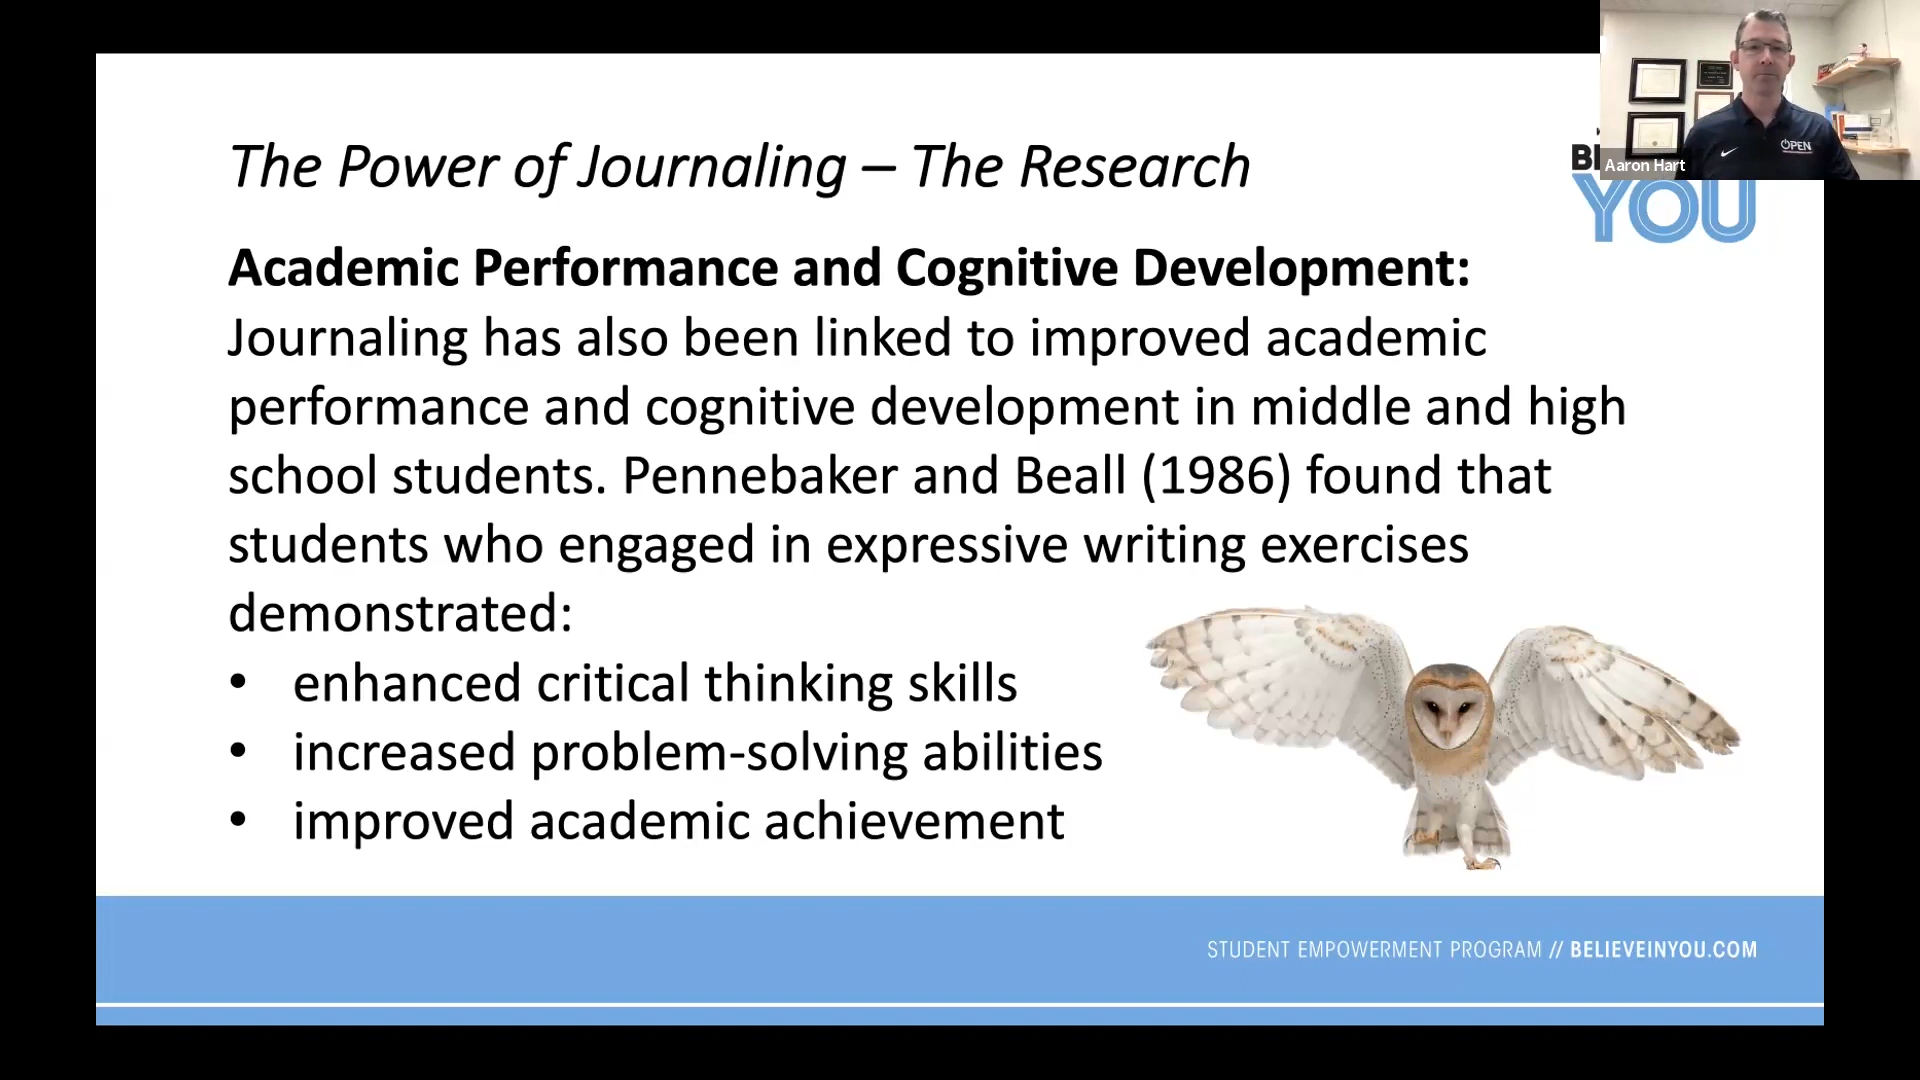 The Power of Journaling – The Research
Aaron Hart
OPEN
YOU
Academic Performance and Cognitive Development:
Journaling has also been linked to improved academic
performance and cognitive development in middle and high
school students. Pennebaker and Beall (1986) found that
students who engaged in expressive writing exercises
demonstrated:
• enhanced critical thinking skills
• increased problem-solving abilities
• improved academic achievement
STUDENT EMPOWERMENT PROGRAM // BELIEVEINYOU.COM